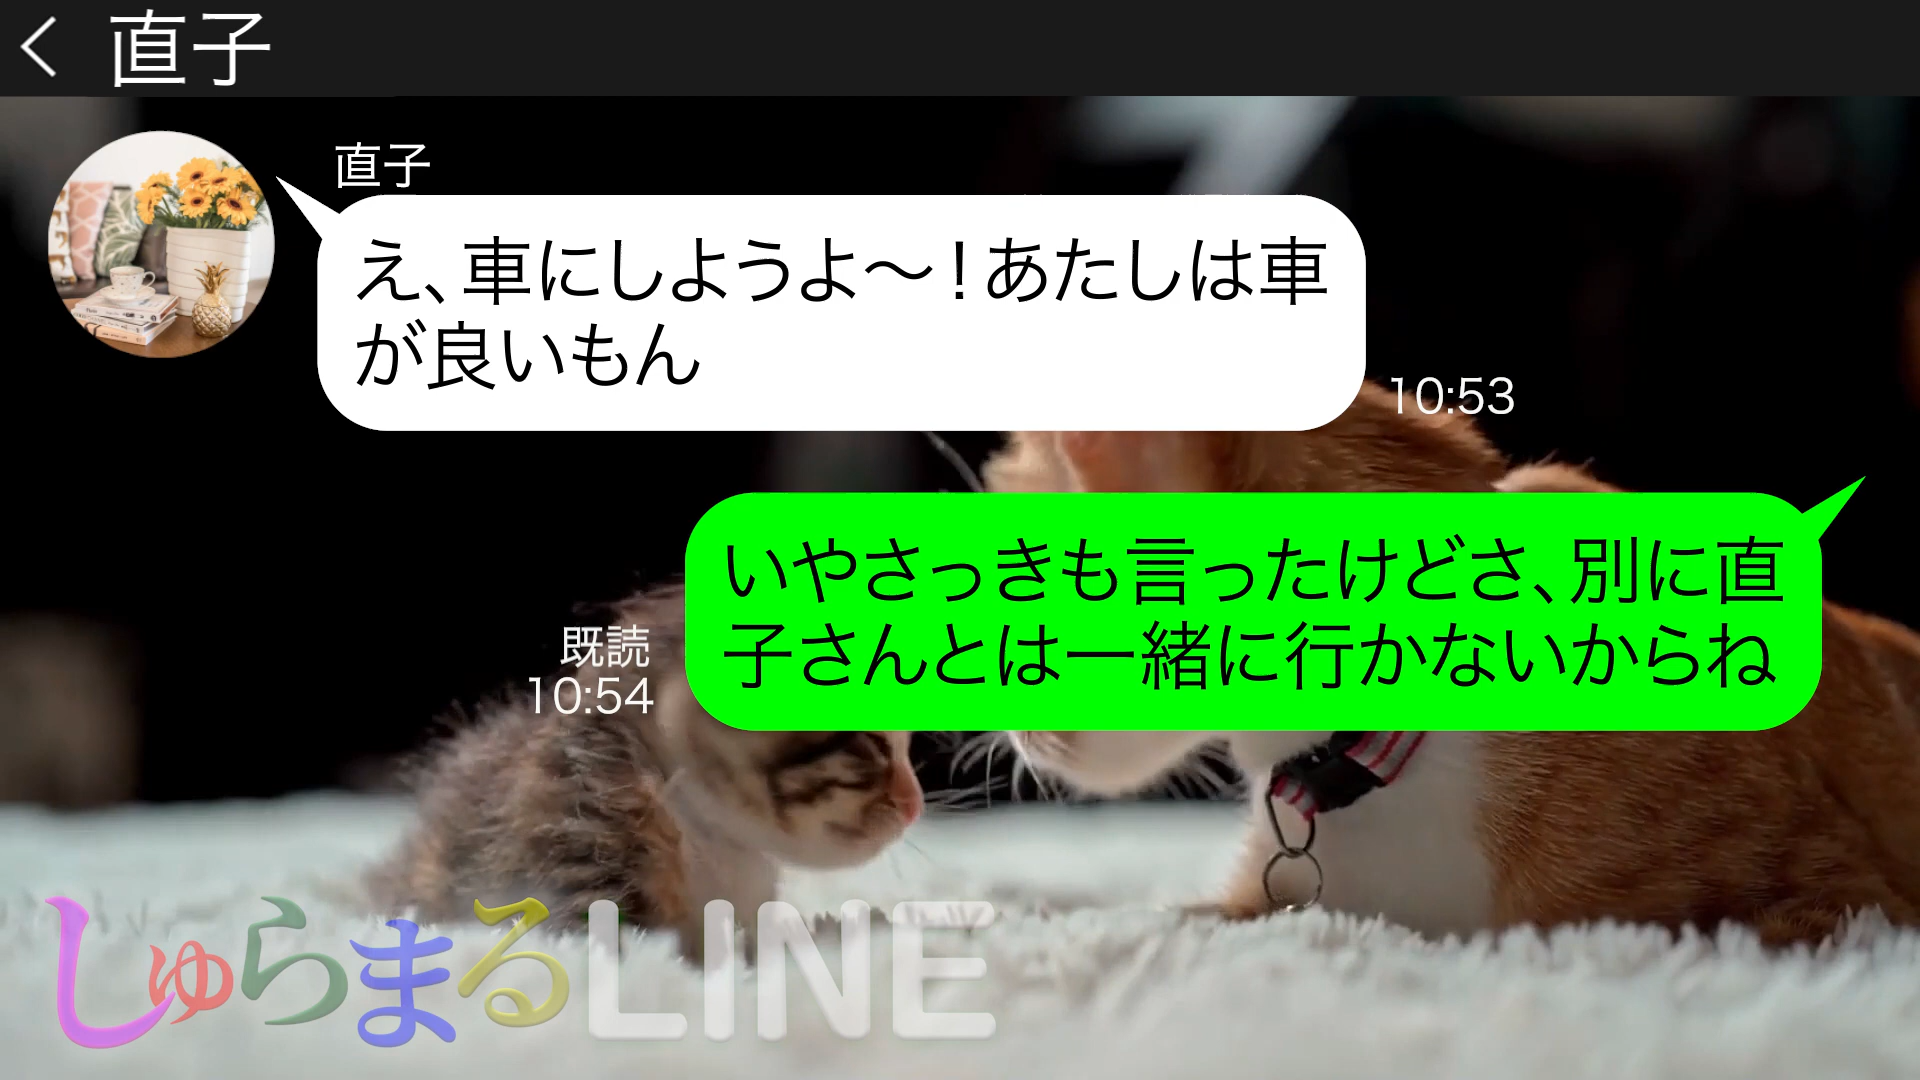 直子
直子
え、車にしようよ～！あたしは車
が良いもん
10:53
いやさっきも言ったけどさ、別に直
子さんとは一緒に行かないからね
既読
10:54
しゅらまるLINE